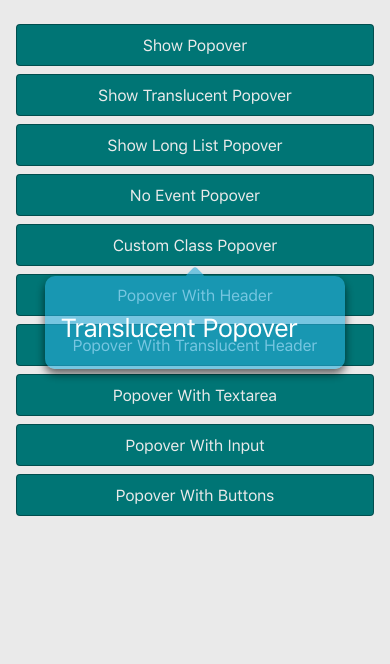 Show Popover
Show Translucent Popover
Show Long List Popover
No Event Popover
Custom Class Popover
Popover With Header
Translucent Popover
Popover With Translucent Header
Popover With Textarea
Popover With Input
Popover With Buttons